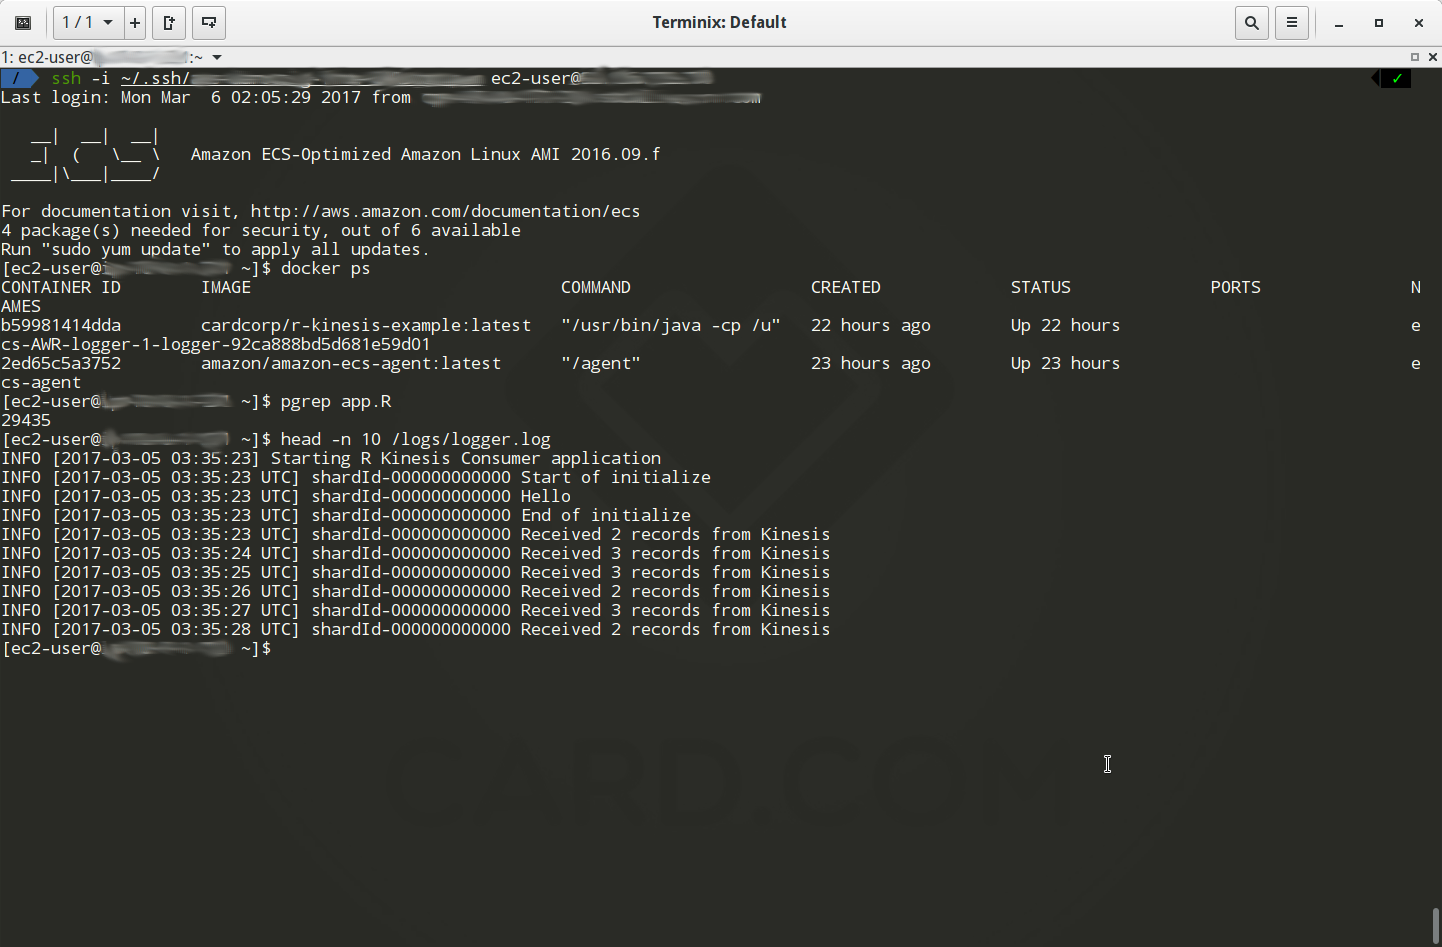 1 / 1
Terminix: Default
1: ec2-user@ :~
/ ssh -i ~/.ssh/ ec2-user@ ✓
Last login: Mon Mar  6 02:05:29 2017 from
   __|  __|  __|
   _|  (   \__ \   Amazon ECS-Optimized Amazon Linux AMI 2016.09.f
 ____|\___|____/
For documentation visit, http://aws.amazon.com/documentation/ecs
4 package(s) needed for security, out of 6 available
Run "sudo yum update" to apply all updates.
[ec2-user@ ~]$ docker ps
CONTAINER ID        IMAGE                               COMMAND                  CREATED             STATUS              PORTS               N
AMES
b59981414dda        cardcorp/r-kinesis-example:latest   "/usr/bin/java -cp /u"   22 hours ago        Up 22 hours                             e
cs-AWR-logger-1-logger-92ca888bd5d681e59d01
2ed65c5a3752        amazon/amazon-ecs-agent:latest      "/agent"                 23 hours ago        Up 23 hours                             e
cs-agent
[ec2-user@ ~]$ pgrep app.R
29435
[ec2-user@ ~]$ head -n 10 /logs/logger.log
INFO [2017-03-05 03:35:23] Starting R Kinesis Consumer application
INFO [2017-03-05 03:35:23 UTC] shardId-000000000000 Start of initialize
INFO [2017-03-05 03:35:23 UTC] shardId-000000000000 Hello
INFO [2017-03-05 03:35:23 UTC] shardId-000000000000 End of initialize
INFO [2017-03-05 03:35:23 UTC] shardId-000000000000 Received 2 records from Kinesis
INFO [2017-03-05 03:35:24 UTC] shardId-000000000000 Received 3 records from Kinesis
INFO [2017-03-05 03:35:25 UTC] shardId-000000000000 Received 3 records from Kinesis
INFO [2017-03-05 03:35:26 UTC] shardId-000000000000 Received 2 records from Kinesis
INFO [2017-03-05 03:35:27 UTC] shardId-000000000000 Received 3 records from Kinesis
INFO [2017-03-05 03:35:28 UTC] shardId-000000000000 Received 2 records from Kinesis
[ec2-user@ ~]$
CARD.COM